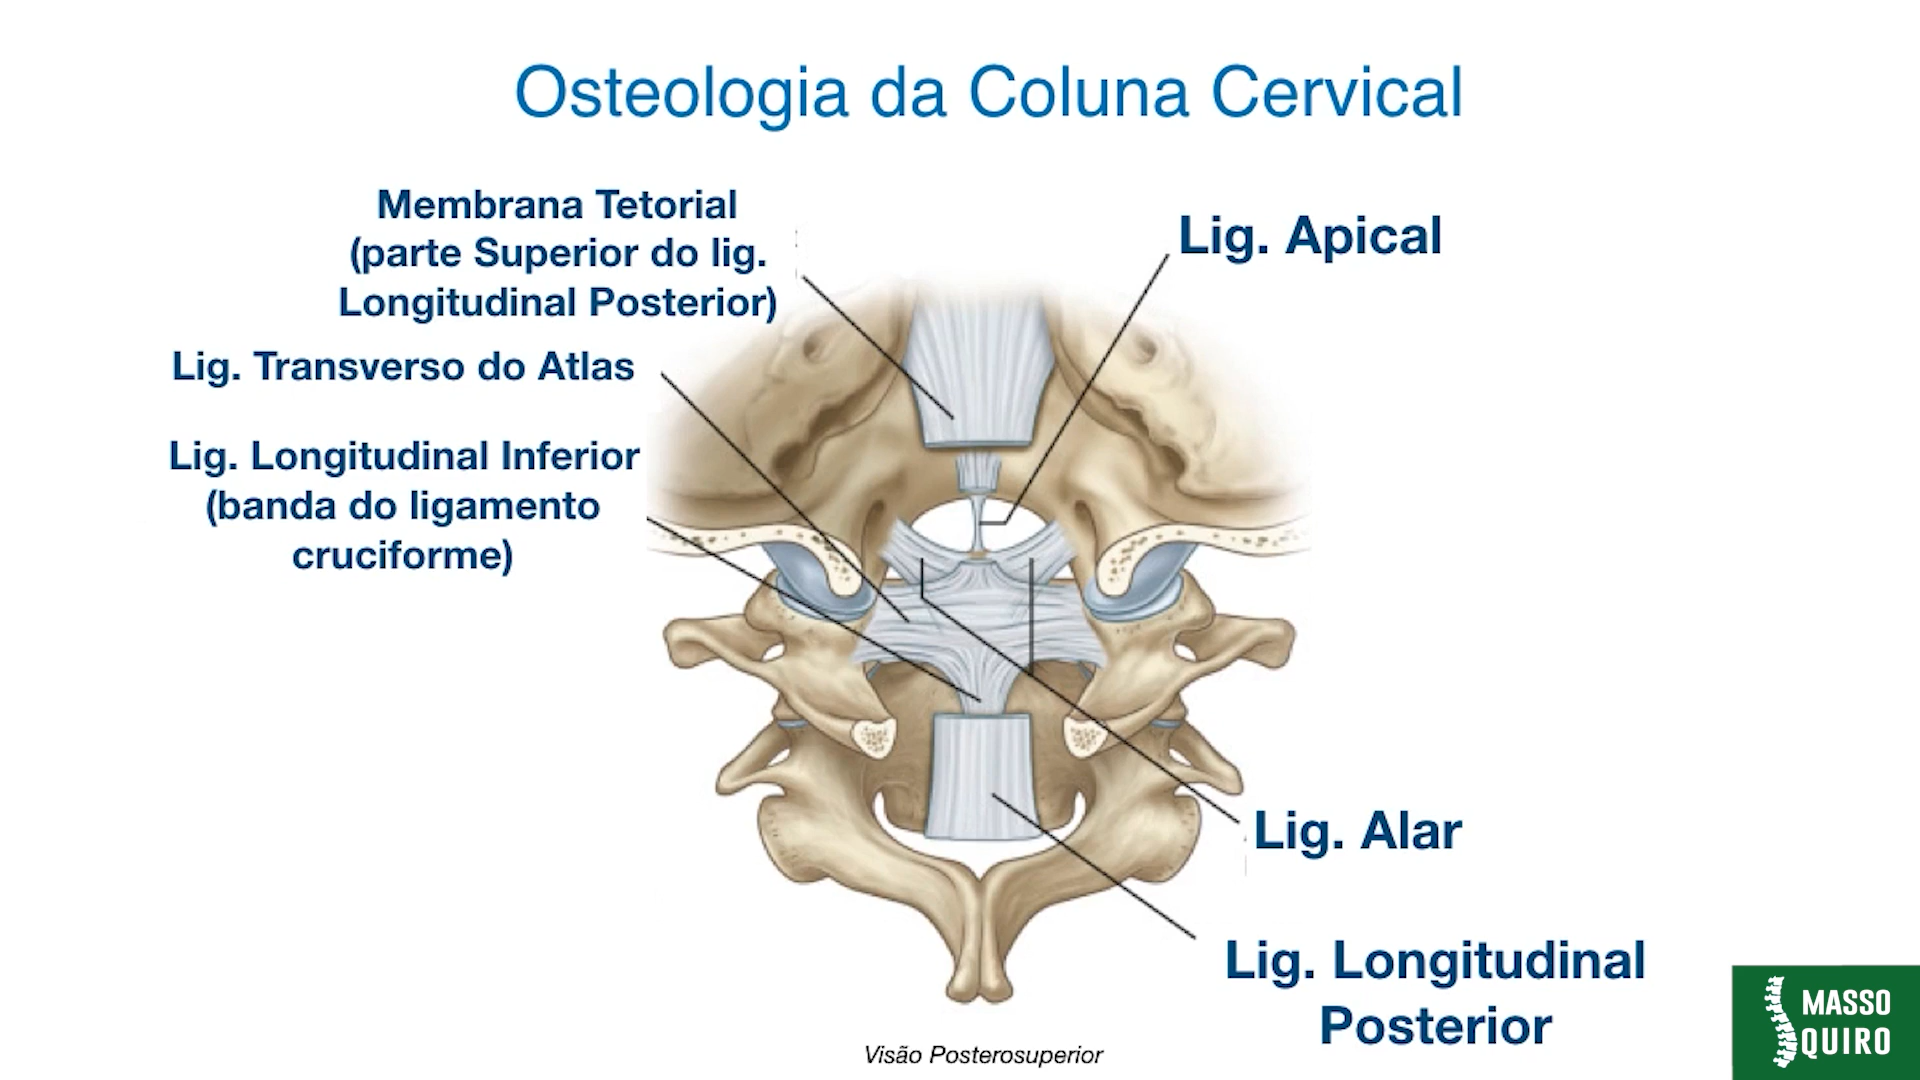 Osteologia da Coluna Cervical
Membrana Tetorial
(parte Superior do lig.
Longitudinal Posterior)
Lig. Apical
Lig. Transverso do Atlas
Lig. Longitudinal Inferior
(banda do ligamento
cruciforme)
Lig. Alar
Lig. Longitudinal
Posterior
Visão Posterosuperior
MASSO
QUIRO